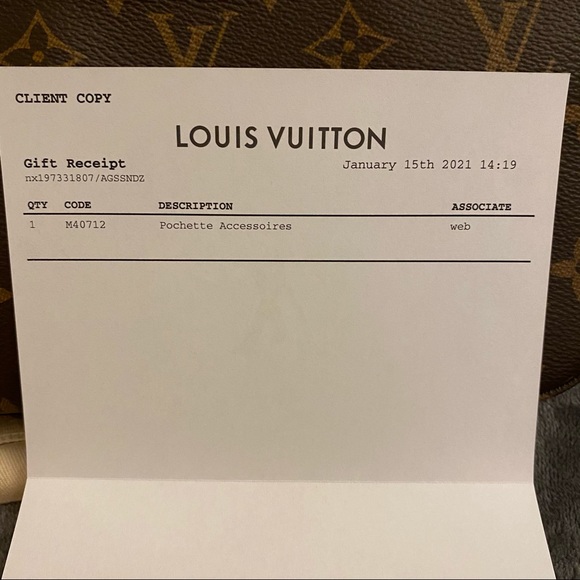 CLIENT COPY
LOUIS VUITTON
Gift Receipt January 15th 2021 14:19
nx197331807/AGSSNDZ
QTY CODE DESCRIPTION ASSOCIATE
1 M40712 Pochette Accessoires web